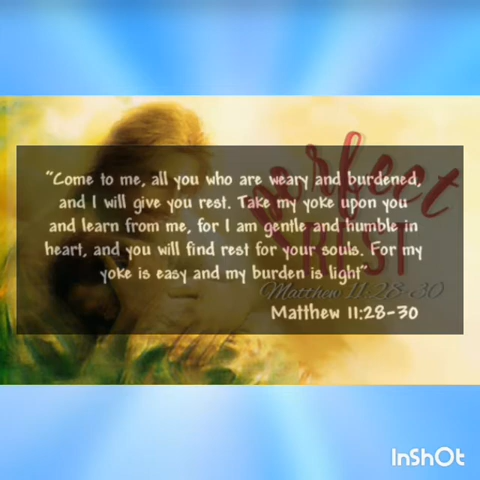 perfect
REST
Matthew 11:28-30
"Come to me, all you who are weary and burdened,
and I will give you rest. Take my yoke upon you
and learn from me, for I am gentle and humble in
heart, and you will find rest for your souls. For my
yoke is easy and my burden is light"
Matthew 11:28-30
InShOt